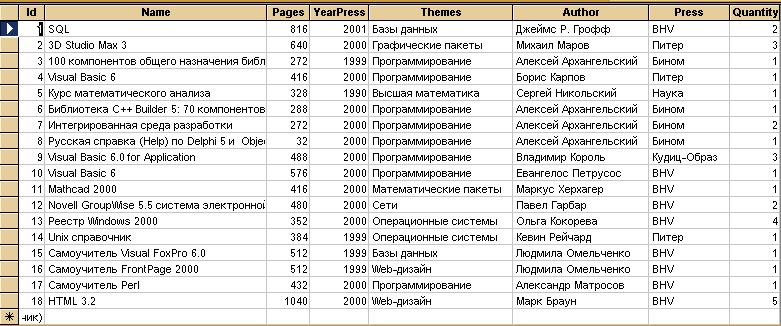 Id Name Pages YearPress Themes Author Press Quantity
1 SQL 816 2001 Базы данных Джеймс Р. Грофф BHV 2
2 3D Studio Max 3 640 2000 Графические пакеты Михаил Маров Питер 3
3 100 компонентов общего назначения библ 272 1999 Программирование Алексей Архангельский Бином 1
4 Visual Basic 6 416 2000 Программирование Борис Карпов Питер 1
5 Курс математического анализа 328 1990 Высшая математика Сергей Никольский Наука 1
6 Библиотека C++ Builder 5: 70 компонентов 288 2000 Программирование Алексей Архангельский Бином 1
7 Интегрированная среда разработки 272 2000 Программирование Алексей Архангельский Бином 2
8 Русская справка (Help) по Delphi 5 и Obje 32 2000 Программирование Алексей Архангельский Бином 1
9 Visual Basic 6.0 for Application 488 2000 Программирование Владимир Король Кудиц-Образ 3
10 Visual Basic 6 576 2000 Программирование Евангелос Петрусос BHV 1
11 Mathcad 2000 416 2000 Математические пакеты Маркус Херхагер BHV 1
12 Novell GroupWise 5.5 система электронной 480 2000 Сети Павел Гарбар BHV 2
13 Реестр Windows 2000 352 2000 Операционные системы Ольга Кокорева BHV 4
14 Unix справочник 384 1999 Операционные системы Кевин Рейчард Питер 1
15 Самоучитель Visual FoxPro 6.0 512 1999 Базы данных Людмила Омельченко BHV 1
16 Самоучитель FrontPage 2000 512 1999 Web-дизайн Людмила Омельченко BHV 1
17 Самоучитель Perl 432 2000 Программирование Александр Матросов BHV 1
18 HTML 3.2 1040 2000 Web-дизайн Марк Браун BHV 5
чик)